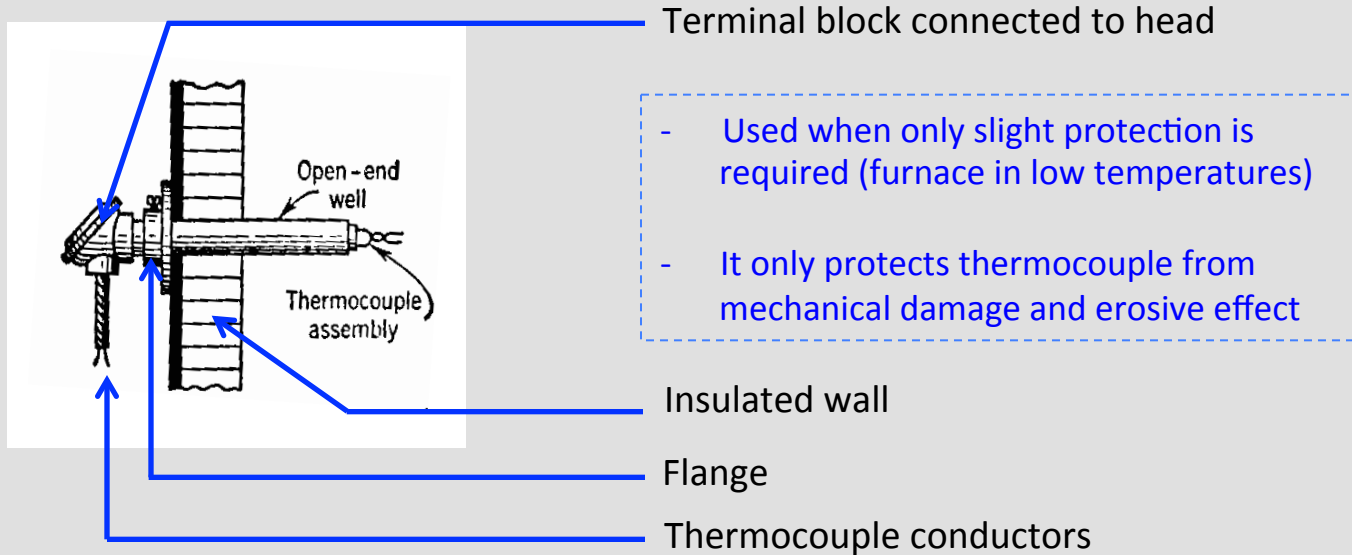 Terminal block connected to head
- Used when only slight protection is
required (furnace in low temperatures)
- It only protects thermocouple from
mechanical damage and erosive effect
Open-end
well
Thermocouple
assembly
Insulated wall
Flange
Thermocouple conductors